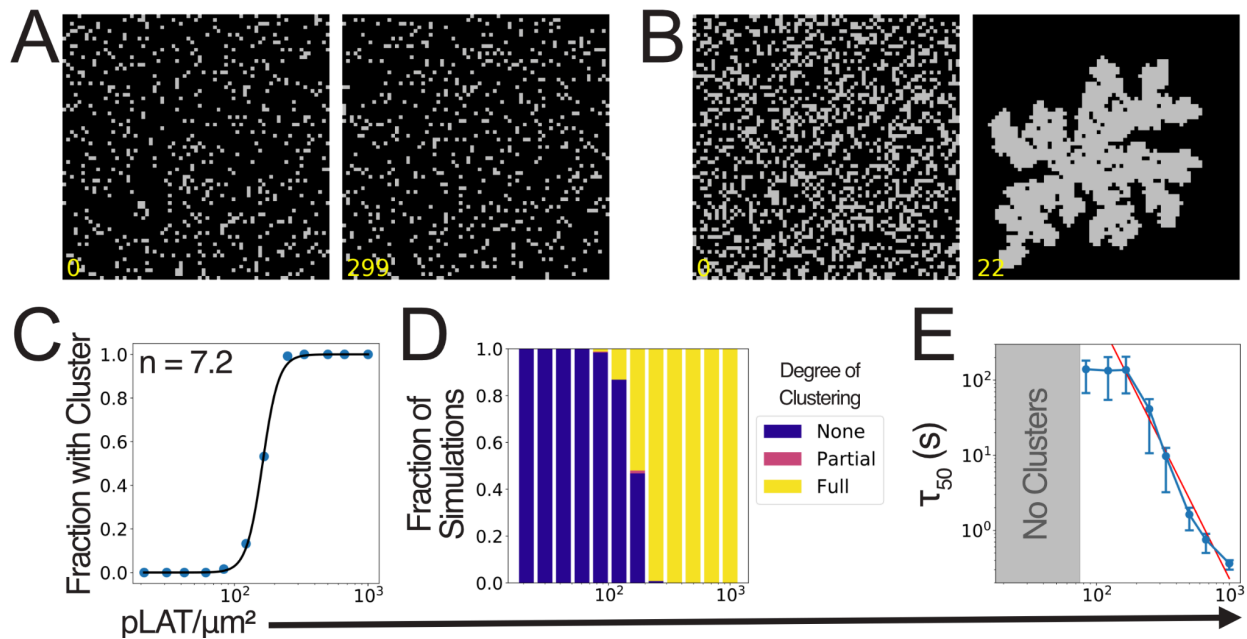 A
0
299
B
0
22
C
Fraction with Cluster
1.0
0.8
0.6
0.4
0.2
0.0
n = 7.2
10²
10³
D
Fraction of
Simulations
1.0
0.8
0.6
0.4
0.2
0.0
10²
10³
Degree of
Clustering
None
Partial
Full
E
τ₅₀ (s)
10²
10¹
10⁰
No Clusters
10²
10³
pLAT/μm²